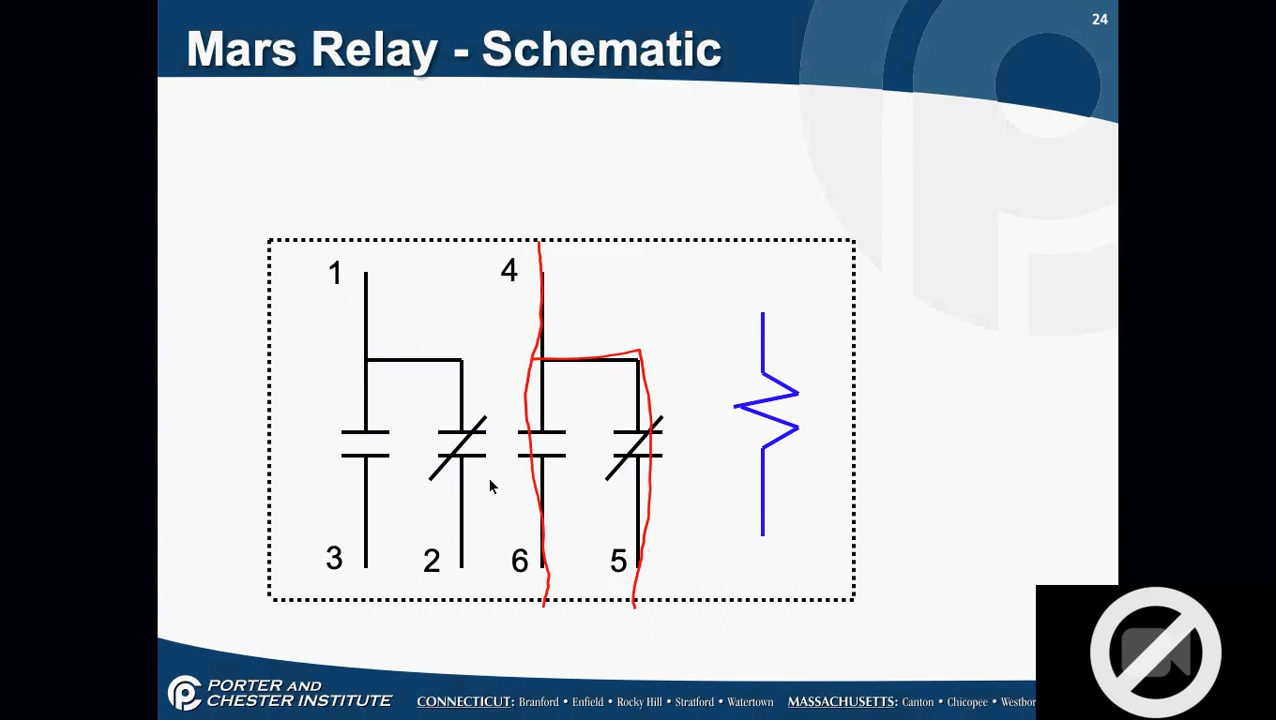 24
Mars Relay - Schematic
1
4
3
2
6
5
PORTER AND
CHESTER INSTITUTE
CONNECTICUT: Branford • Enfield • Rocky Hill • Stratford • Watertown
MASSACHUSETTS: Canton • Chicopee • Westbor